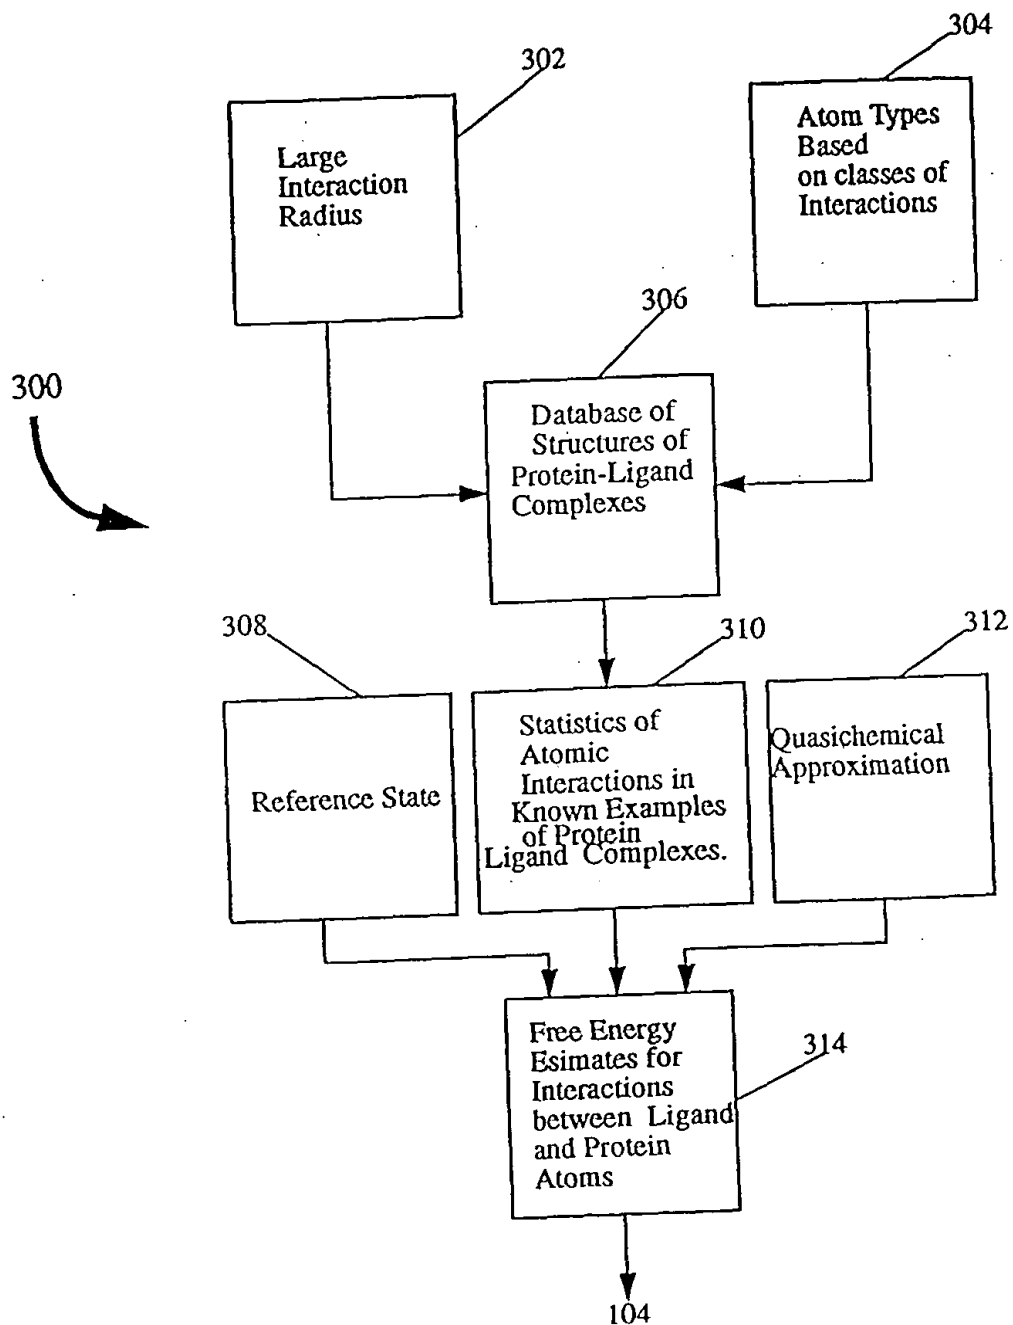 302
304
Large
Interaction
Radius
Atom Types
Based
on classes of
Interactions
306
300
Database of
Structures of
Protein-Ligand
Complexes
308
310
312
Reference State
Statistics of
Atomic
Interactions in
Known Examples
of Protein
Ligand Complexes.
Quasichemical
Approximation
Free Energy
Esimates for
Interactions
between Ligand
and Protein
Atoms
314
104